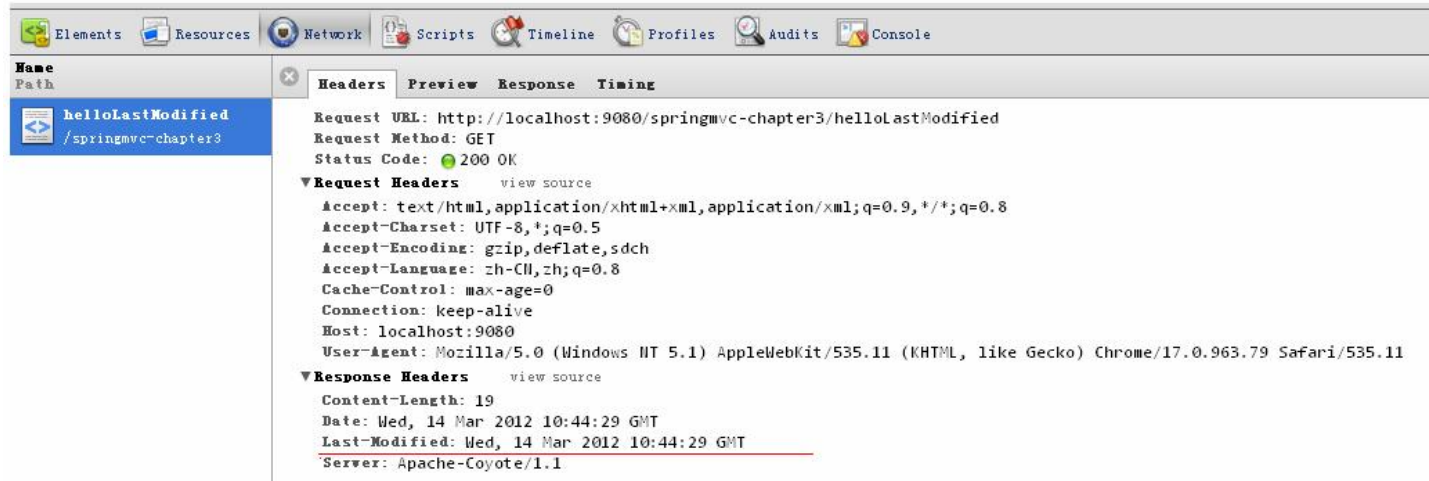 Elements Resources Network Scripts Timeline Profiles Audits Console
Name
Path
Headers Preview Response Timing
helloLastModified
/springmvc-chapter3
Request URL: http://localhost:9080/springmvc-chapter3/helloLastModified
Request Method: GET
Status Code: 200 OK
▼Request Headers view source
Accept: text/html,application/xhtml+xml,application/xml;q=0.9,*/*;q=0.8
Accept-Charset: UTF-8,*;q=0.5
Accept-Encoding: gzip,deflate,sdch
Accept-Language: zh-CN,zh;q=0.8
Cache-Control: max-age=0
Connection: keep-alive
Host: localhost:9080
User-Agent: Mozilla/5.0 (Windows NT 5.1) AppleWebKit/535.11 (KHTML, like Gecko) Chrome/17.0.963.79 Safari/535.11
▼Response Headers view source
Content-Length: 19
Date: Wed, 14 Mar 2012 10:44:29 GMT
Last-Modified: Wed, 14 Mar 2012 10:44:29 GMT
Server: Apache-Coyote/1.1